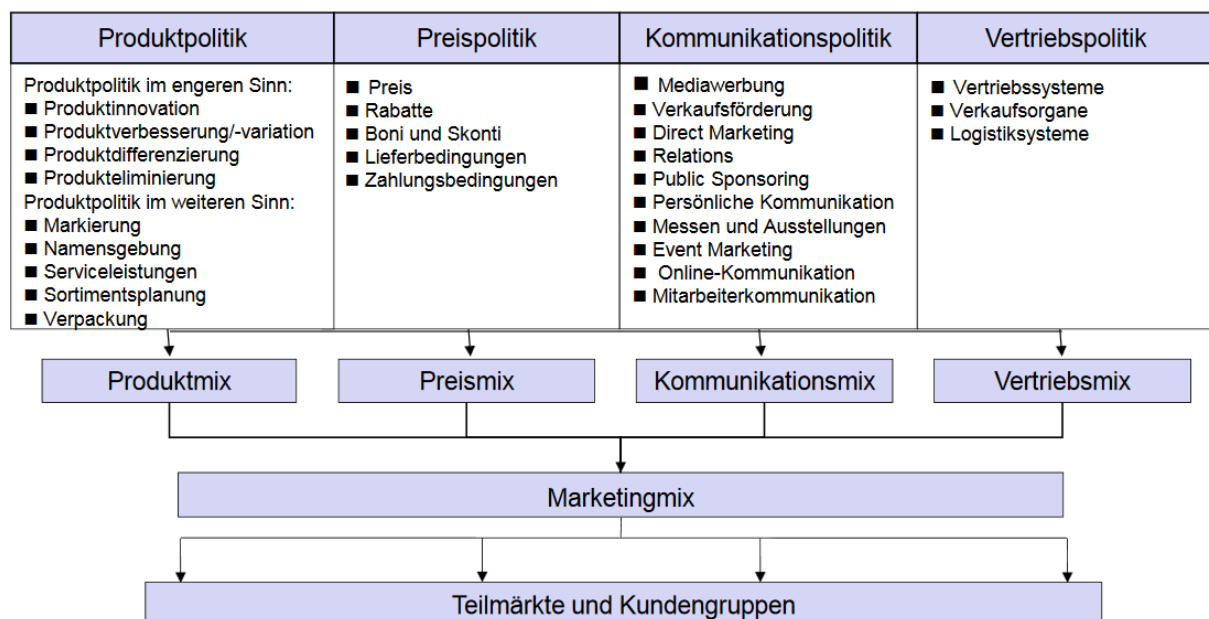 Produktpolitik
Produktpolitik im engeren Sinn:
■ Produktinnovation
■ Produktverbesserung/-variation
■ Produktdifferenzierung
■ Produkteliminierung
Produktpolitik im weiteren Sinn:
■ Markierung
■ Namensgebung
■ Serviceleistungen
■ Sortimentsplanung
■ Verpackung
Preispolitik
■ Preis
■ Rabatte
■ Boni und Skonti
■ Lieferbedingungen
■ Zahlungsbedingungen
Kommunikationspolitik
■ Mediawerbung
■ Verkaufsförderung
■ Direct Marketing
■ Relations
■ Public Sponsoring
■ Persönliche Kommunikation
■ Messen und Ausstellungen
■ Event Marketing
■ Online-Kommunikation
■ Mitarbeiterkommunikation
Vertriebspolitik
■ Vertriebssysteme
■ Verkaufsorgane
■ Logistiksysteme
Produktmix
Preismix
Kommunikationsmix
Vertriebsmix
Marketingmix
Teilmärkte und Kundengruppen